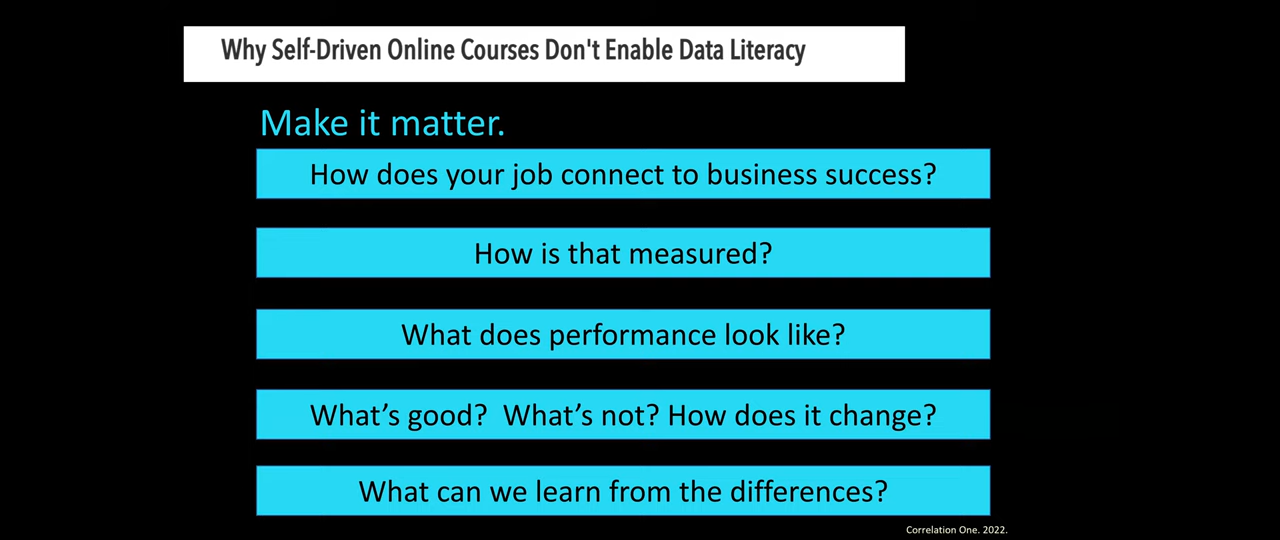 Why Self-Driven Online Courses Don't Enable Data Literacy
Make it matter.
How does your job connect to business success?
How is that measured?
What does performance look like?
What’s good?  What’s not? How does it change?
What can we learn from the differences?
Correlation One. 2022.